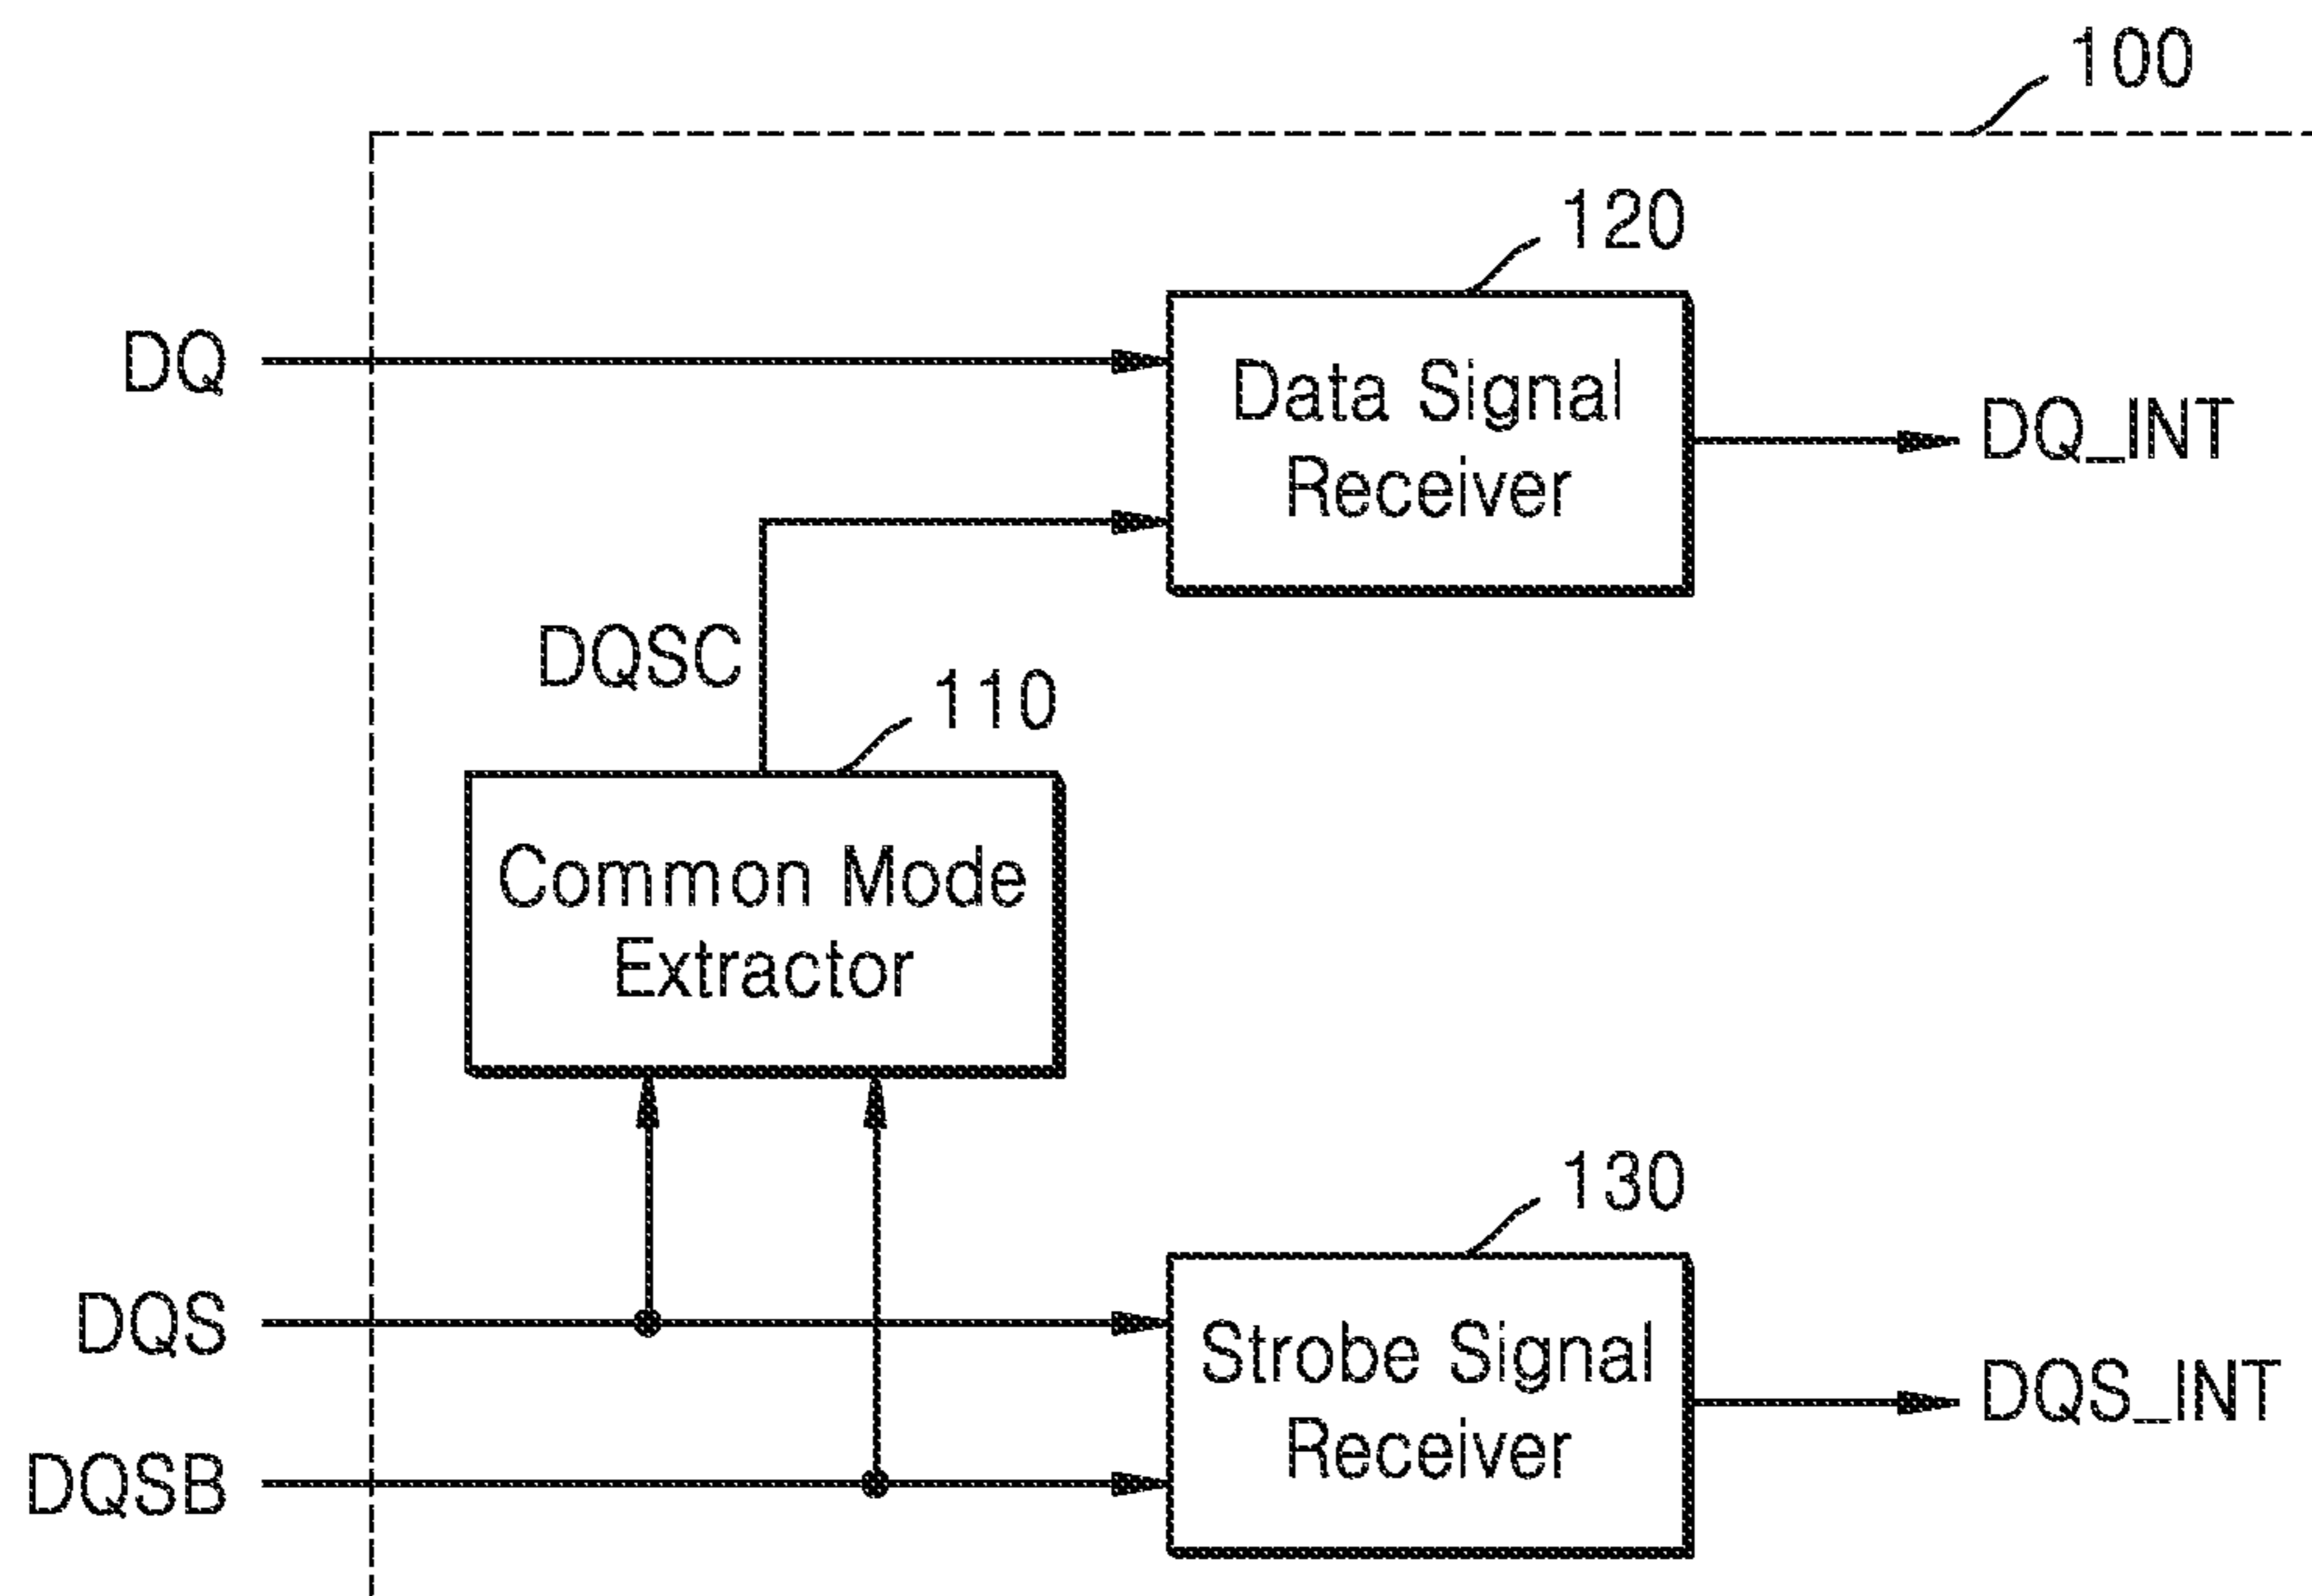 100
120
DQ
Data Signal
Receiver
DQ_INT
DQSC
110
Common Mode
Extractor
130
DQS
Strobe Signal
Receiver
DQS_INT
DQSB